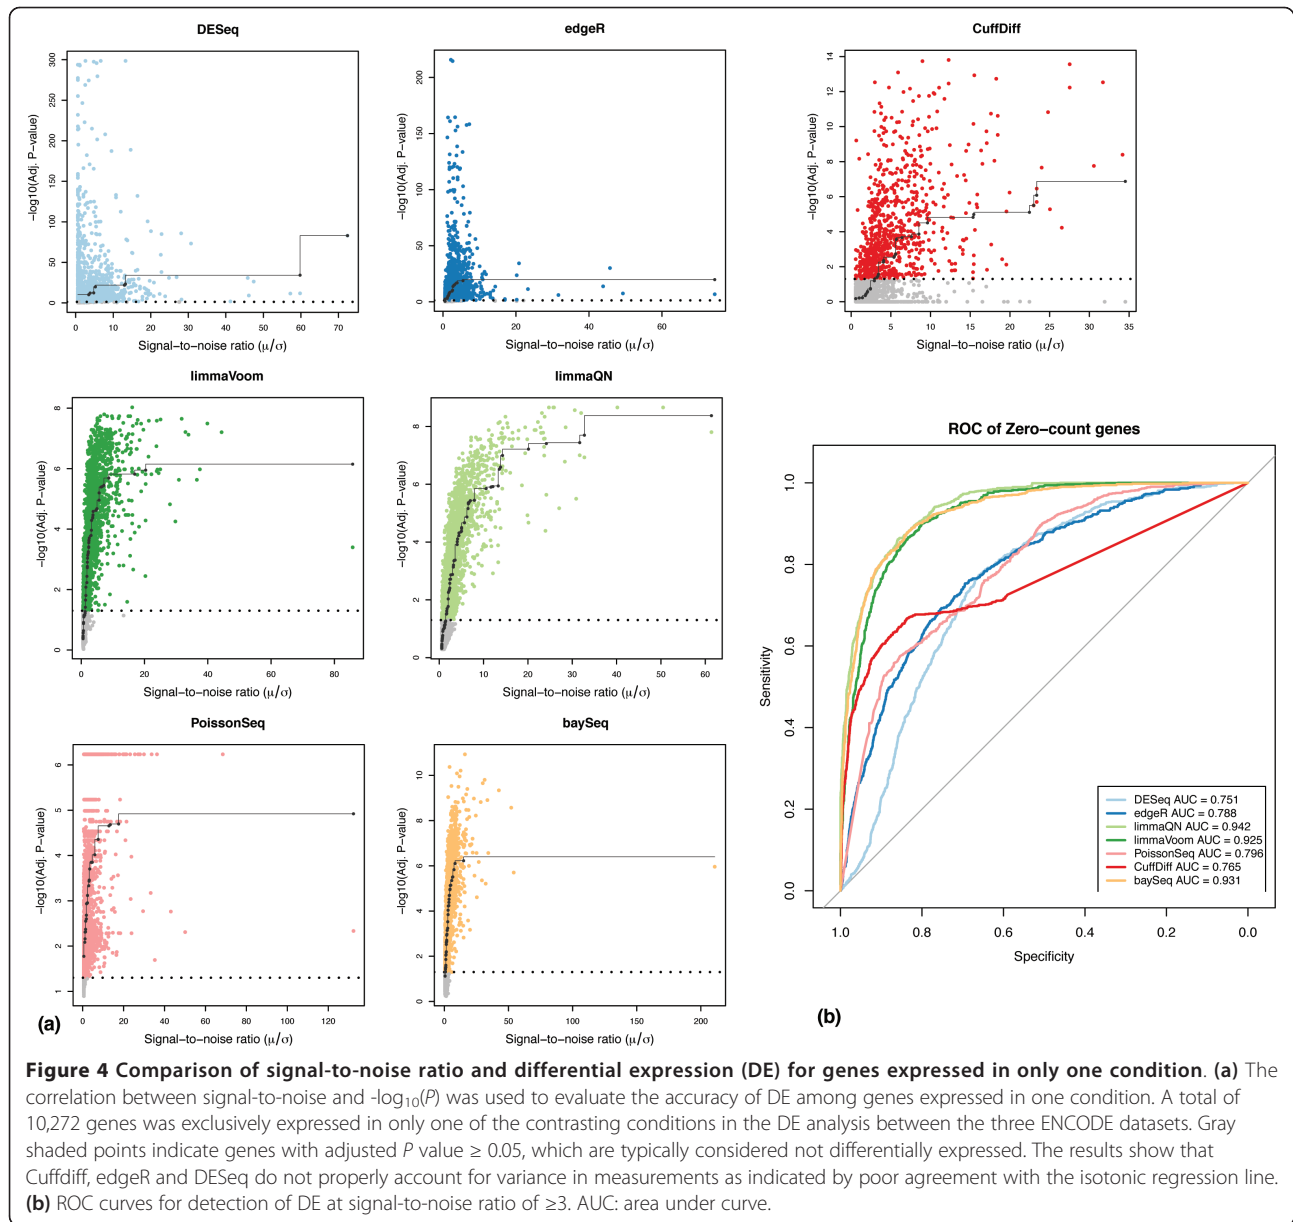 DESeq
−log10(Adj. P−value)
300
250
200
150
100
50
0
0 10 20 30 40 50 60 70
Signal−to−noise ratio (μ/σ)
edgeR
−log10(Adj. P−value)
200
150
100
50
0
0 20 40 60
Signal−to−noise ratio (μ/σ)
CuffDiff
−log10(Adj. P−value)
14
12
10
8
6
4
2
0
0 5 10 15 20 25 30 35
Signal−to−noise ratio (μ/σ)
limmaVoom
−log10(Adj. P−value)
8
6
4
2
0
0 20 40 60 80
Signal−to−noise ratio (μ/σ)
limmaQN
−log10(Adj. P−value)
8
6
4
2
0
0 10 20 30 40 50 60
Signal−to−noise ratio (μ/σ)
PoissonSeq
−log10(Adj. P−value)
6
5
4
3
2
1
0 20 40 60 80 100 120
Signal−to−noise ratio (μ/σ)
baySeq
−log10(Adj. P−value)
10
8
6
4
2
0
0 50 100 150 200
Signal−to−noise ratio (μ/σ)
(a)
ROC of Zero−count genes
Sensitivity
1.0
0.8
0.6
0.4
0.2
0.0
1.0 0.8 0.6 0.4 0.2 0.0
Specificity
DESeq AUC = 0.751
edgeR AUC = 0.788
limmaQN AUC = 0.942
limmaVoom AUC = 0.925
PoissonSeq AUC = 0.796
CuffDiff AUC = 0.765
baySeq AUC = 0.931
(b)
Figure 4 Comparison of signal-to-noise ratio and differential expression (DE) for genes expressed in only one condition. (a) The
correlation between signal-to-noise and -log10(P) was used to evaluate the accuracy of DE among genes expressed in one condition. A total of
10,272 genes was exclusively expressed in only one of the contrasting conditions in the DE analysis between the three ENCODE datasets. Gray
shaded points indicate genes with adjusted P value ≥ 0.05, which are typically considered not differentially expressed. The results show that
Cuffdiff, edgeR and DESeq do not properly account for variance in measurements as indicated by poor agreement with the isotonic regression line.
(b) ROC curves for detection of DE at signal-to-noise ratio of ≥3. AUC: area under curve.